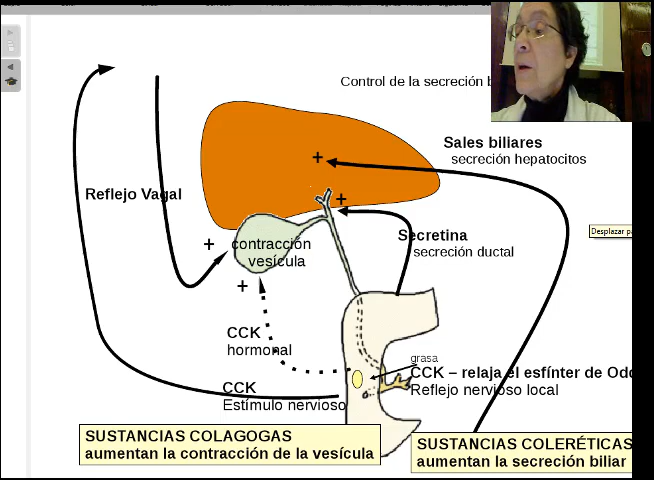 Control de la secreción
Sales biliares
secreción hepatocitos
+
+
Reflejo Vagal
Secretina
secreción ductal
Desplazar
+
contracción
vesícula
+
CCK
hormonal
grasa
CCK – relaja el esfínter de
Reflejo nervioso local
CCK
Estímulo nervioso
SUSTANCIAS COLAGOGAS
aumentan la contracción de la vesícula
SUSTANCIAS COLERÉTICAS
aumentan la secreción biliar